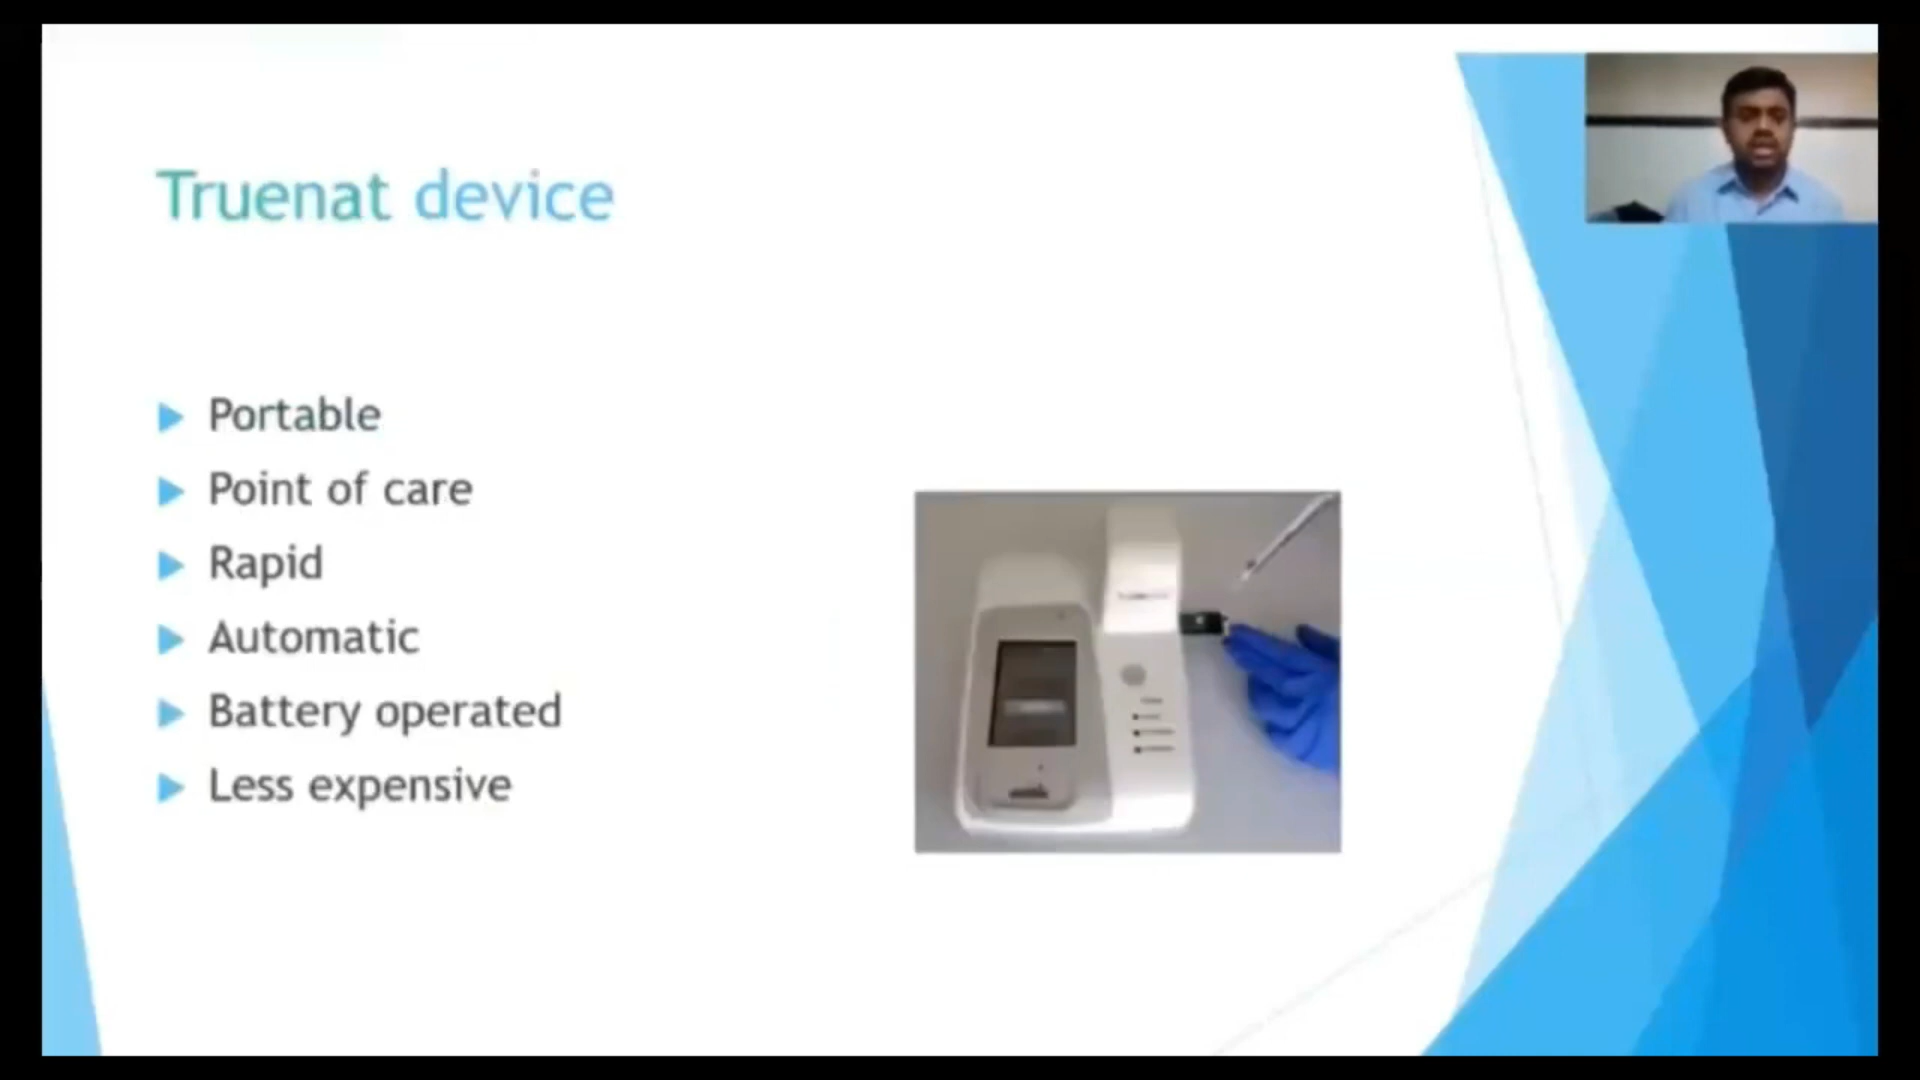 Truenat device
Portable
Point of care
Rapid
Automatic
Battery operated
Less expensive